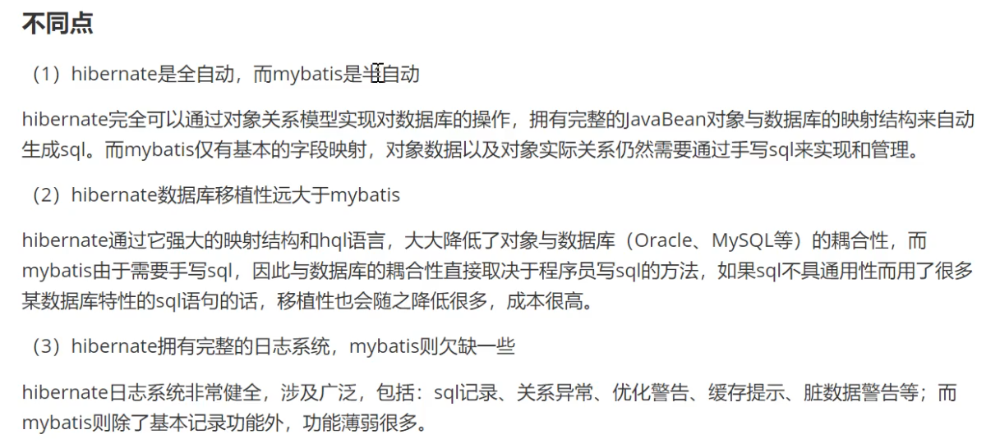 不同点
（1）hibernate是全自动，而mybatis是半自动
hibernate完全可以通过对象关系模型实现对数据库的操作，拥有完整的JavaBean对象与数据库的映射结构来自动
生成sql。而mybatis仅有基本的字段映射，对象数据以及对象实际关系仍然需要通过手写sql来实现和管理。
（2）hibernate数据库移植性远大于mybatis
hibernate通过它强大的映射结构和hql语言，大大降低了对象与数据库（Oracle、MySQL等）的耦合性，而
mybatis由于需要手写sql，因此与数据库的耦合性直接取决于程序员写sql的方法，如果sql不具通用性而用了很多
某数据库特性的sql语句的话，移植性也会随之降低很多，成本很高。
（3）hibernate拥有完整的日志系统，mybatis则欠缺一些
hibernate日志系统非常健全，涉及广泛，包括：sql记录、关系异常、优化警告、缓存提示、脏数据警告等；而
mybatis则除了基本记录功能外，功能薄弱很多。